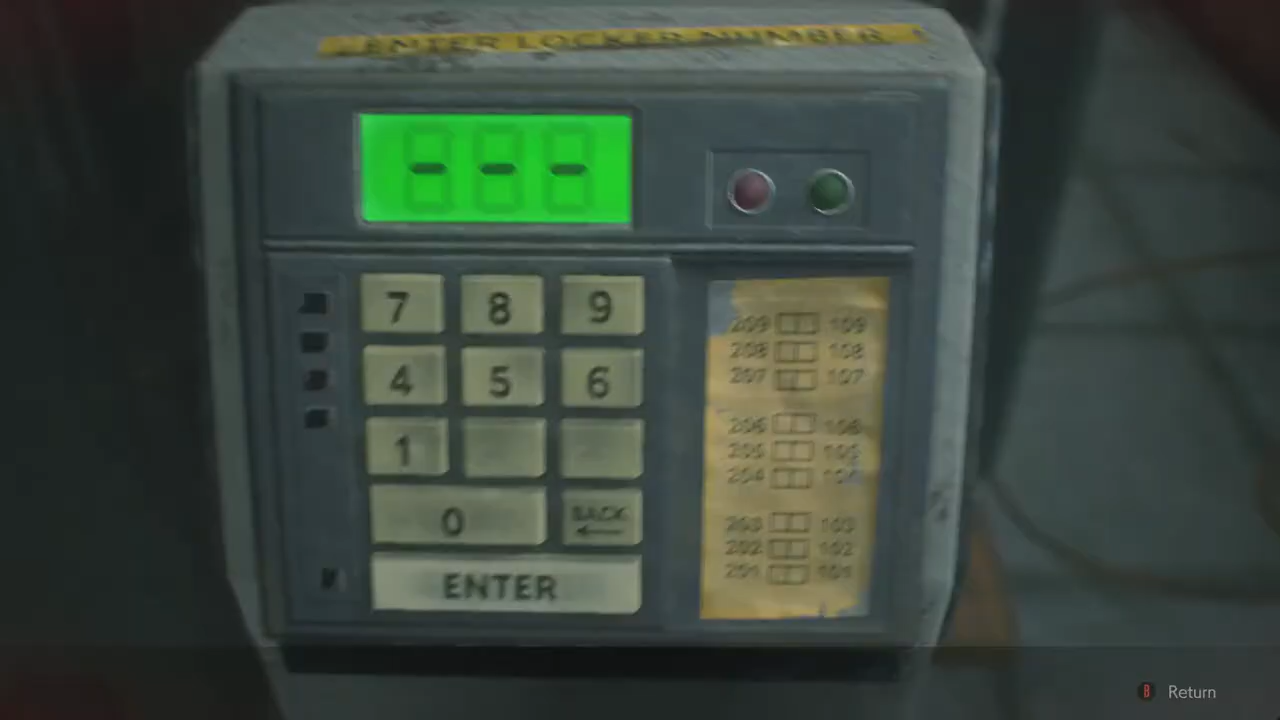 ENTER LOCKER NUMBER
7 8 9
4 5 6
1
0 BACK
ENTER
209 109
208 108
207 107
206 106
205 105
204
203 103
202 102
201 101
B Return